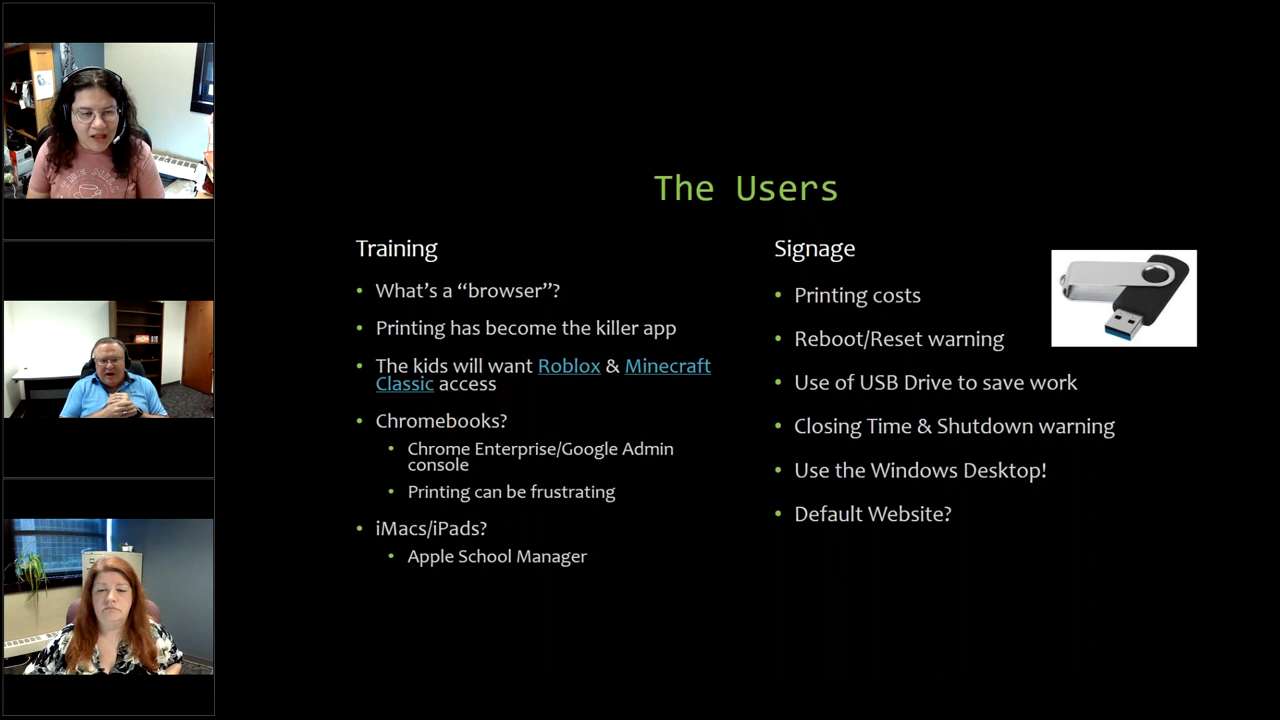 The Users
Training
• What's a “browser”?
• Printing has become the killer app
• The kids will want Roblox & Minecraft
Classic access
• Chromebooks?
• Chrome Enterprise/Google Admin
console
• Printing can be frustrating
• iMacs/iPads?
• Apple School Manager
Signage
• Printing costs
• Reboot/Reset warning
• Use of USB Drive to save work
• Closing Time & Shutdown warning
• Use the Windows Desktop!
• Default Website?